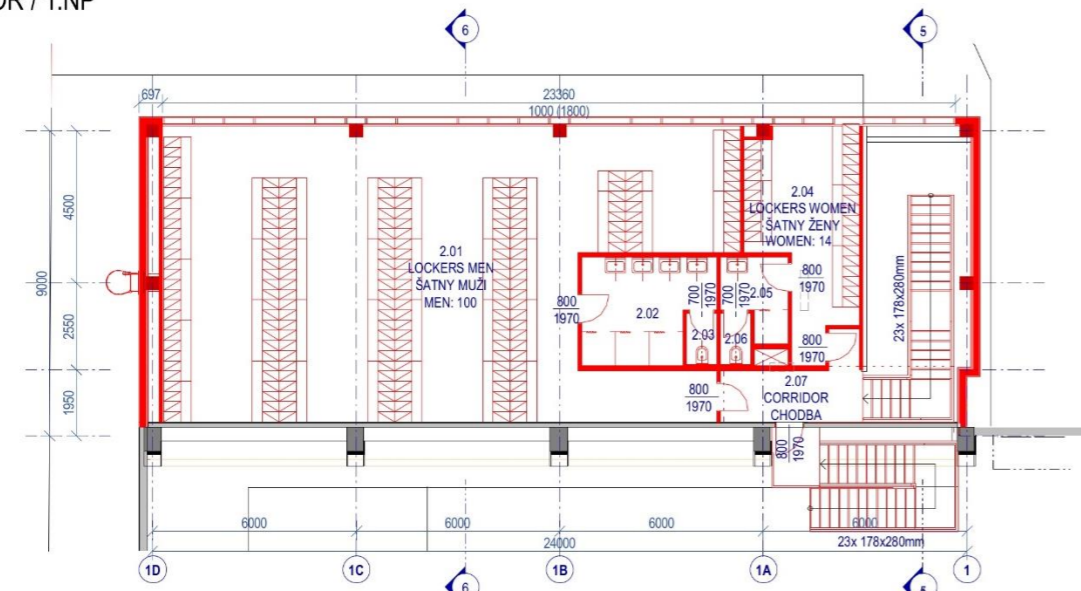 OR / 1.NP
6
5
697
23360
1000 (1800)
4500
9000
2550
1950
2.01
LOCKERS MEN
ŠATNY MUŽI
MEN: 100
2.04
LOCKERS WOMEN
ŠATNY ŽENY
WOMEN: 14
800
1970
800
1970
700
1970
700
1970
2.05
2.02
2.03
2.06
800
1970
23x 178x280mm
2.07
CORRIDOR
CHODBA
800
1970
800
1970
6000
6000
6000
6000
23x 178x280mm
24000
1D
1C
1B
1A
1
6
5